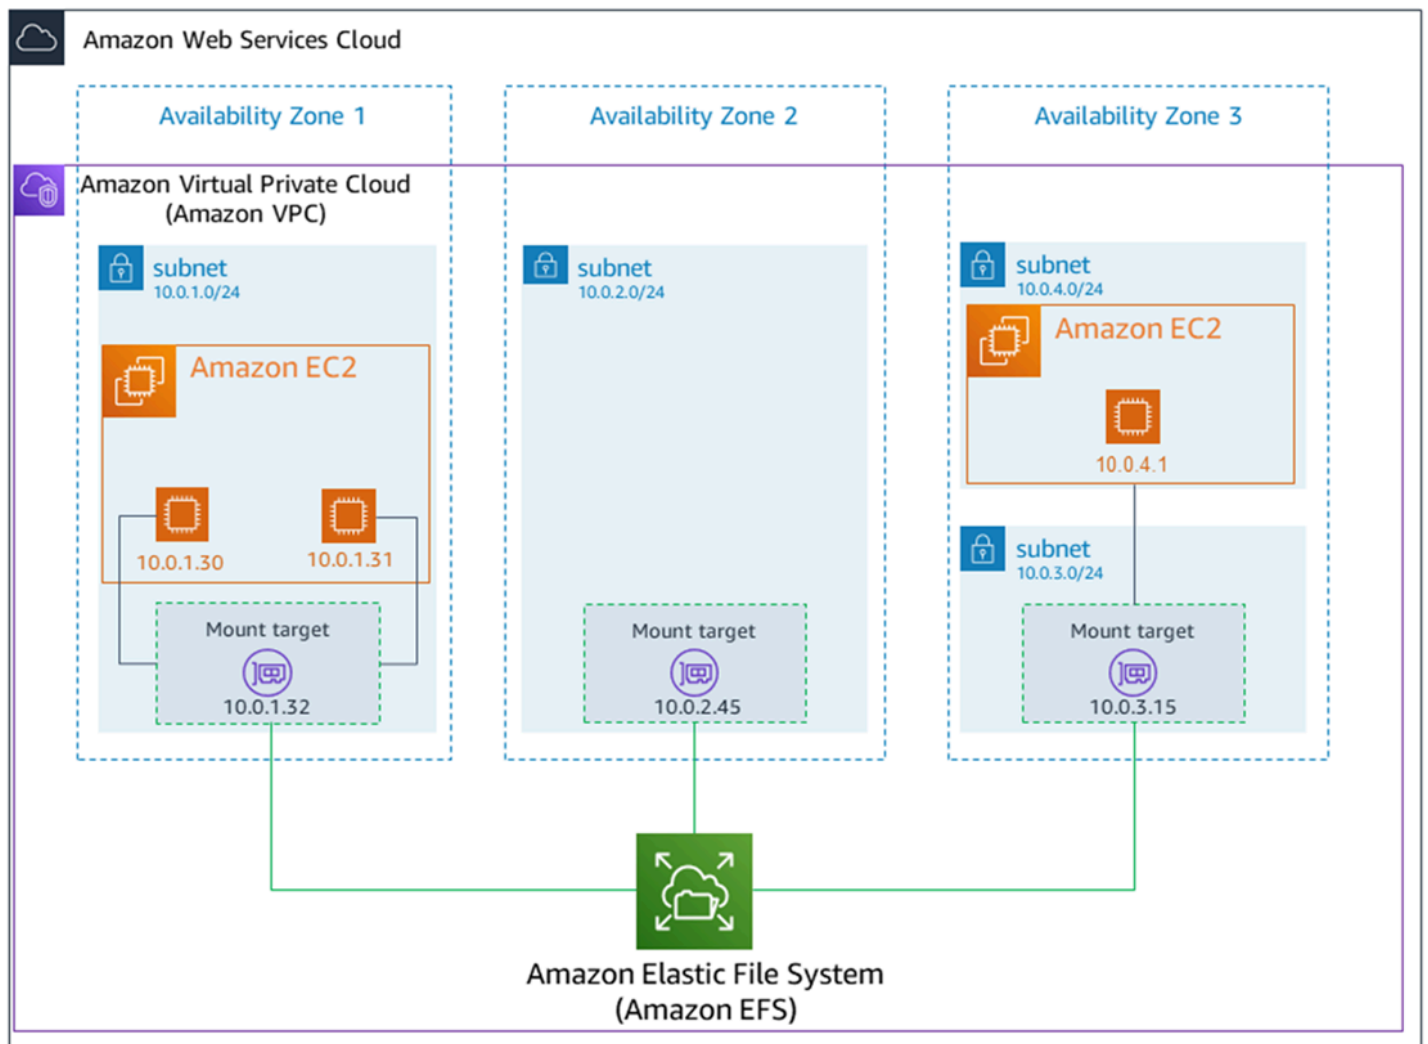 Amazon Web Services Cloud
Availability Zone 1
Availability Zone 2
Availability Zone 3
Amazon Virtual Private Cloud
(Amazon VPC)
subnet
10.0.1.0/24
Amazon EC2
10.0.1.30
10.0.1.31
Mount target
10.0.1.32
subnet
10.0.2.0/24
Mount target
10.0.2.45
subnet
10.0.4.0/24
Amazon EC2
10.0.4.1
subnet
10.0.3.0/24
Mount target
10.0.3.15
Amazon Elastic File System
(Amazon EFS)